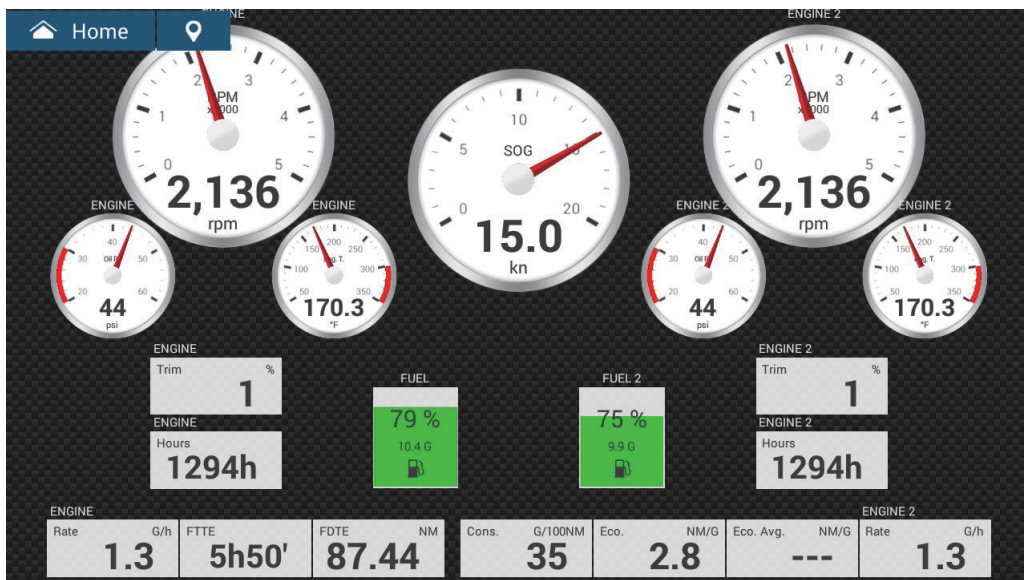 Home
ENGINE 2
2
3
RPM
x1000
1
4
0
5
2,136
rpm
10
5
SOG
15
0
20
15.0
kn
2
3
RPM
x1000
1
4
0
5
2,136
rpm
ENGINE
40
Oil P.
30
50
20
60
44
psi
ENGINE
200
150
250
Eng. T.
100
300
50
350
170.3
°F
ENGINE 2
40
Oil P.
30
50
20
60
44
psi
ENGINE 2
200
150
250
Eng. T.
100
300
50
350
170.3
°F
ENGINE
Trim %
1
ENGINE
Hours
1294h
FUEL
79 %
10.4 G
FUEL 2
75 %
9.9 G
ENGINE 2
Trim %
1
ENGINE 2
Hours
1294h
ENGINE
Rate G/h
1.3
FTTE
5h50'
FDTE NM
87.44
Cons. G/100NM
35
Eco. NM/G
2.8
Eco. Avg. NM/G
---
ENGINE 2
Rate G/h
1.3